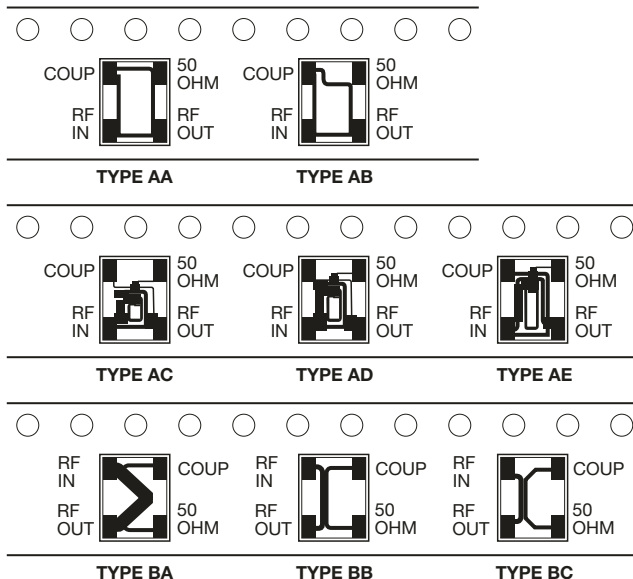 COUP
50
OHM
RF
IN
RF
OUT
TYPE AA
COUP
50
OHM
RF
IN
RF
OUT
TYPE AB
COUP
50
OHM
RF
IN
RF
OUT
TYPE AC
COUP
50
OHM
RF
IN
RF
OUT
TYPE AD
COUP
50
OHM
RF
IN
RF
OUT
TYPE AE
RF
IN
COUP
RF
OUT
50
OHM
TYPE BA
RF
IN
COUP
RF
OUT
50
OHM
TYPE BB
RF
IN
COUP
RF
OUT
50
OHM
TYPE BC